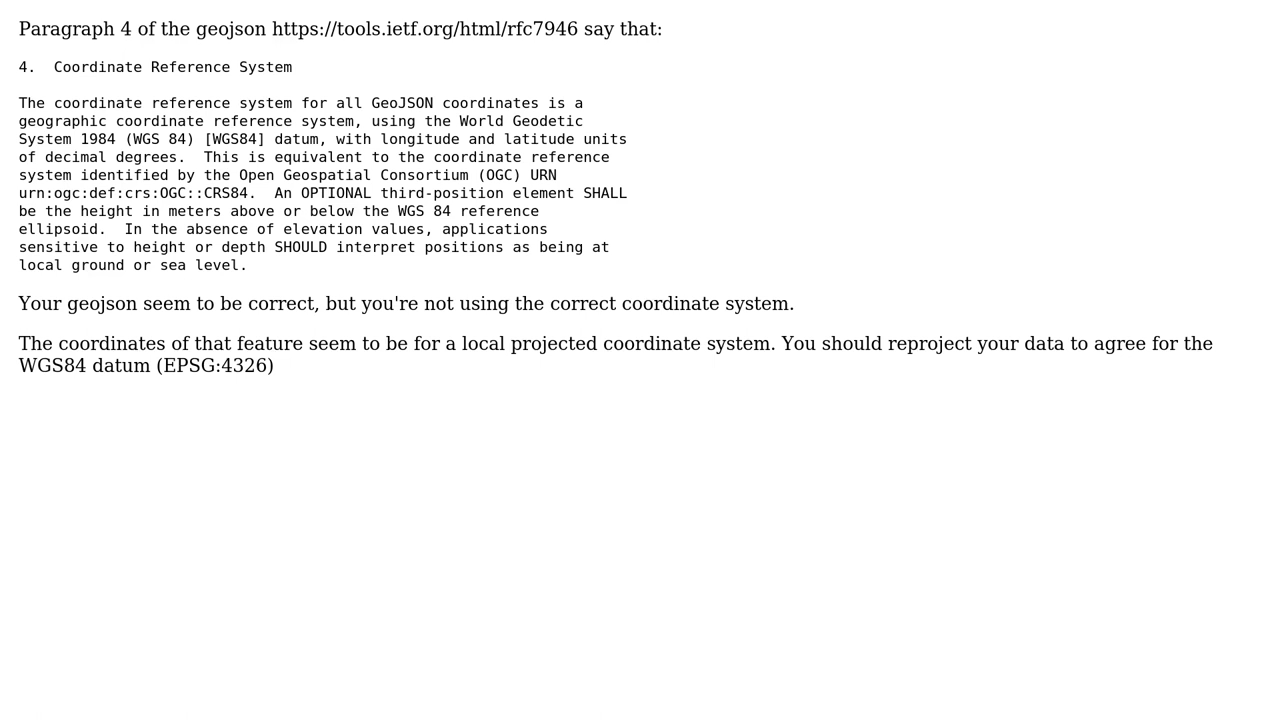 Paragraph 4 of the geojson https://tools.ietf.org/html/rfc7946 say that:
4.  Coordinate Reference System
The coordinate reference system for all GeoJSON coordinates is a
geographic coordinate reference system, using the World Geodetic
System 1984 (WGS 84) [WGS84] datum, with longitude and latitude units
of decimal degrees.  This is equivalent to the coordinate reference
system identified by the Open Geospatial Consortium (OGC) URN
urn:ogc:def:crs:OGC::CRS84.  An OPTIONAL third-position element SHALL
be the height in meters above or below the WGS 84 reference
ellipsoid.  In the absence of elevation values, applications
sensitive to height or depth SHOULD interpret positions as being at
local ground or sea level.
Your geojson seem to be correct, but you're not using the correct coordinate system.
The coordinates of that feature seem to be for a local projected coordinate system. You should reproject your data to agree for the
WGS84 datum (EPSG:4326)